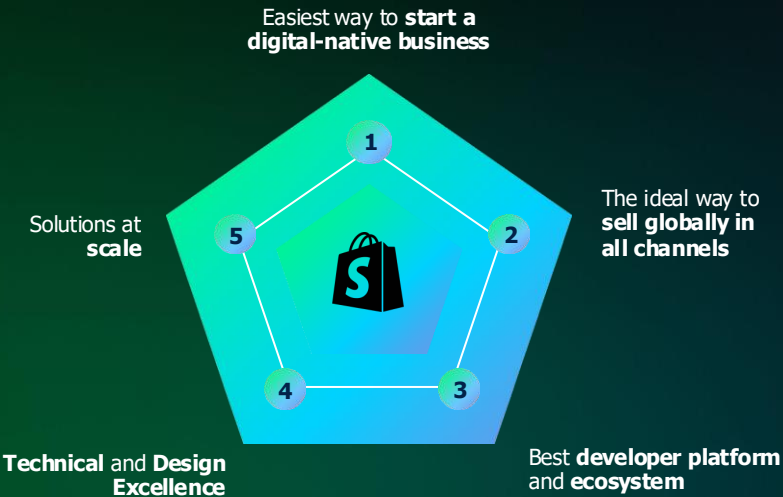 Easiest way to start a
digital-native business
1
The ideal way to
sell globally in
all channels
2
Solutions at
scale
5
4
3
Technical and Design
Excellence
Best developer platform
and ecosystem
S